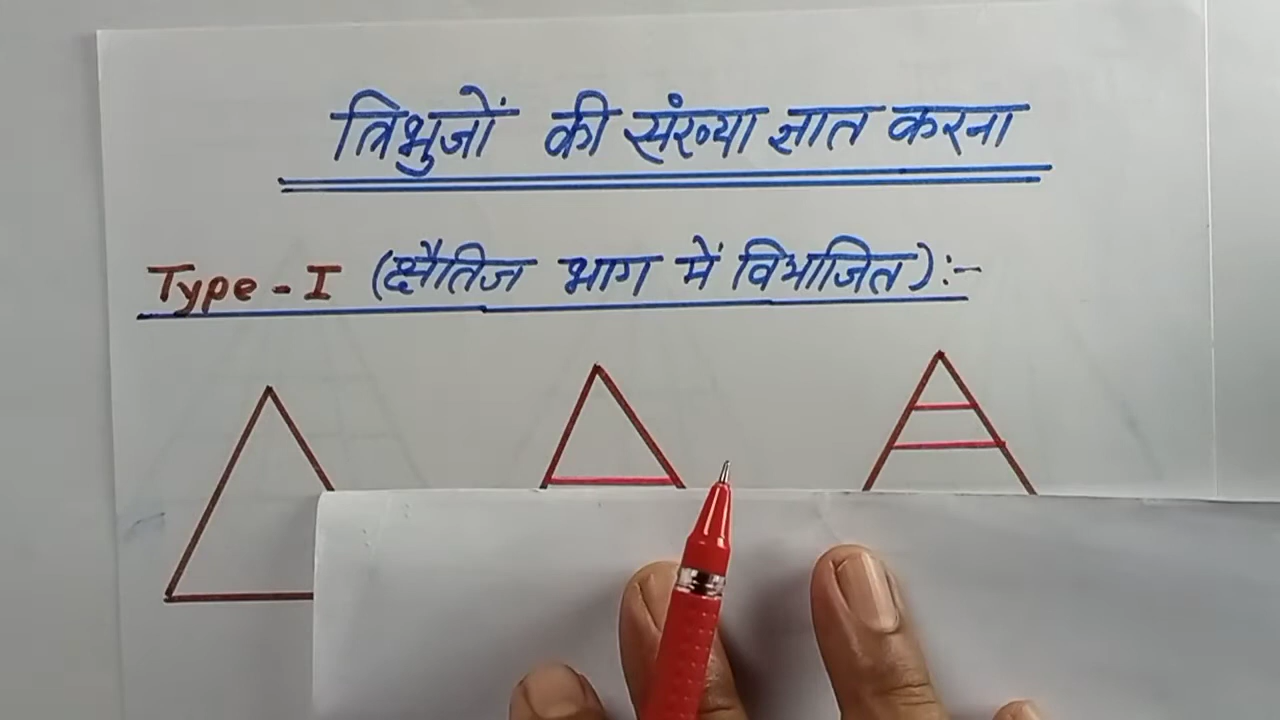 त्रिभुजों की संख्या ज्ञात करना
Type-I (क्षैतिज भाग में विभाजित):-